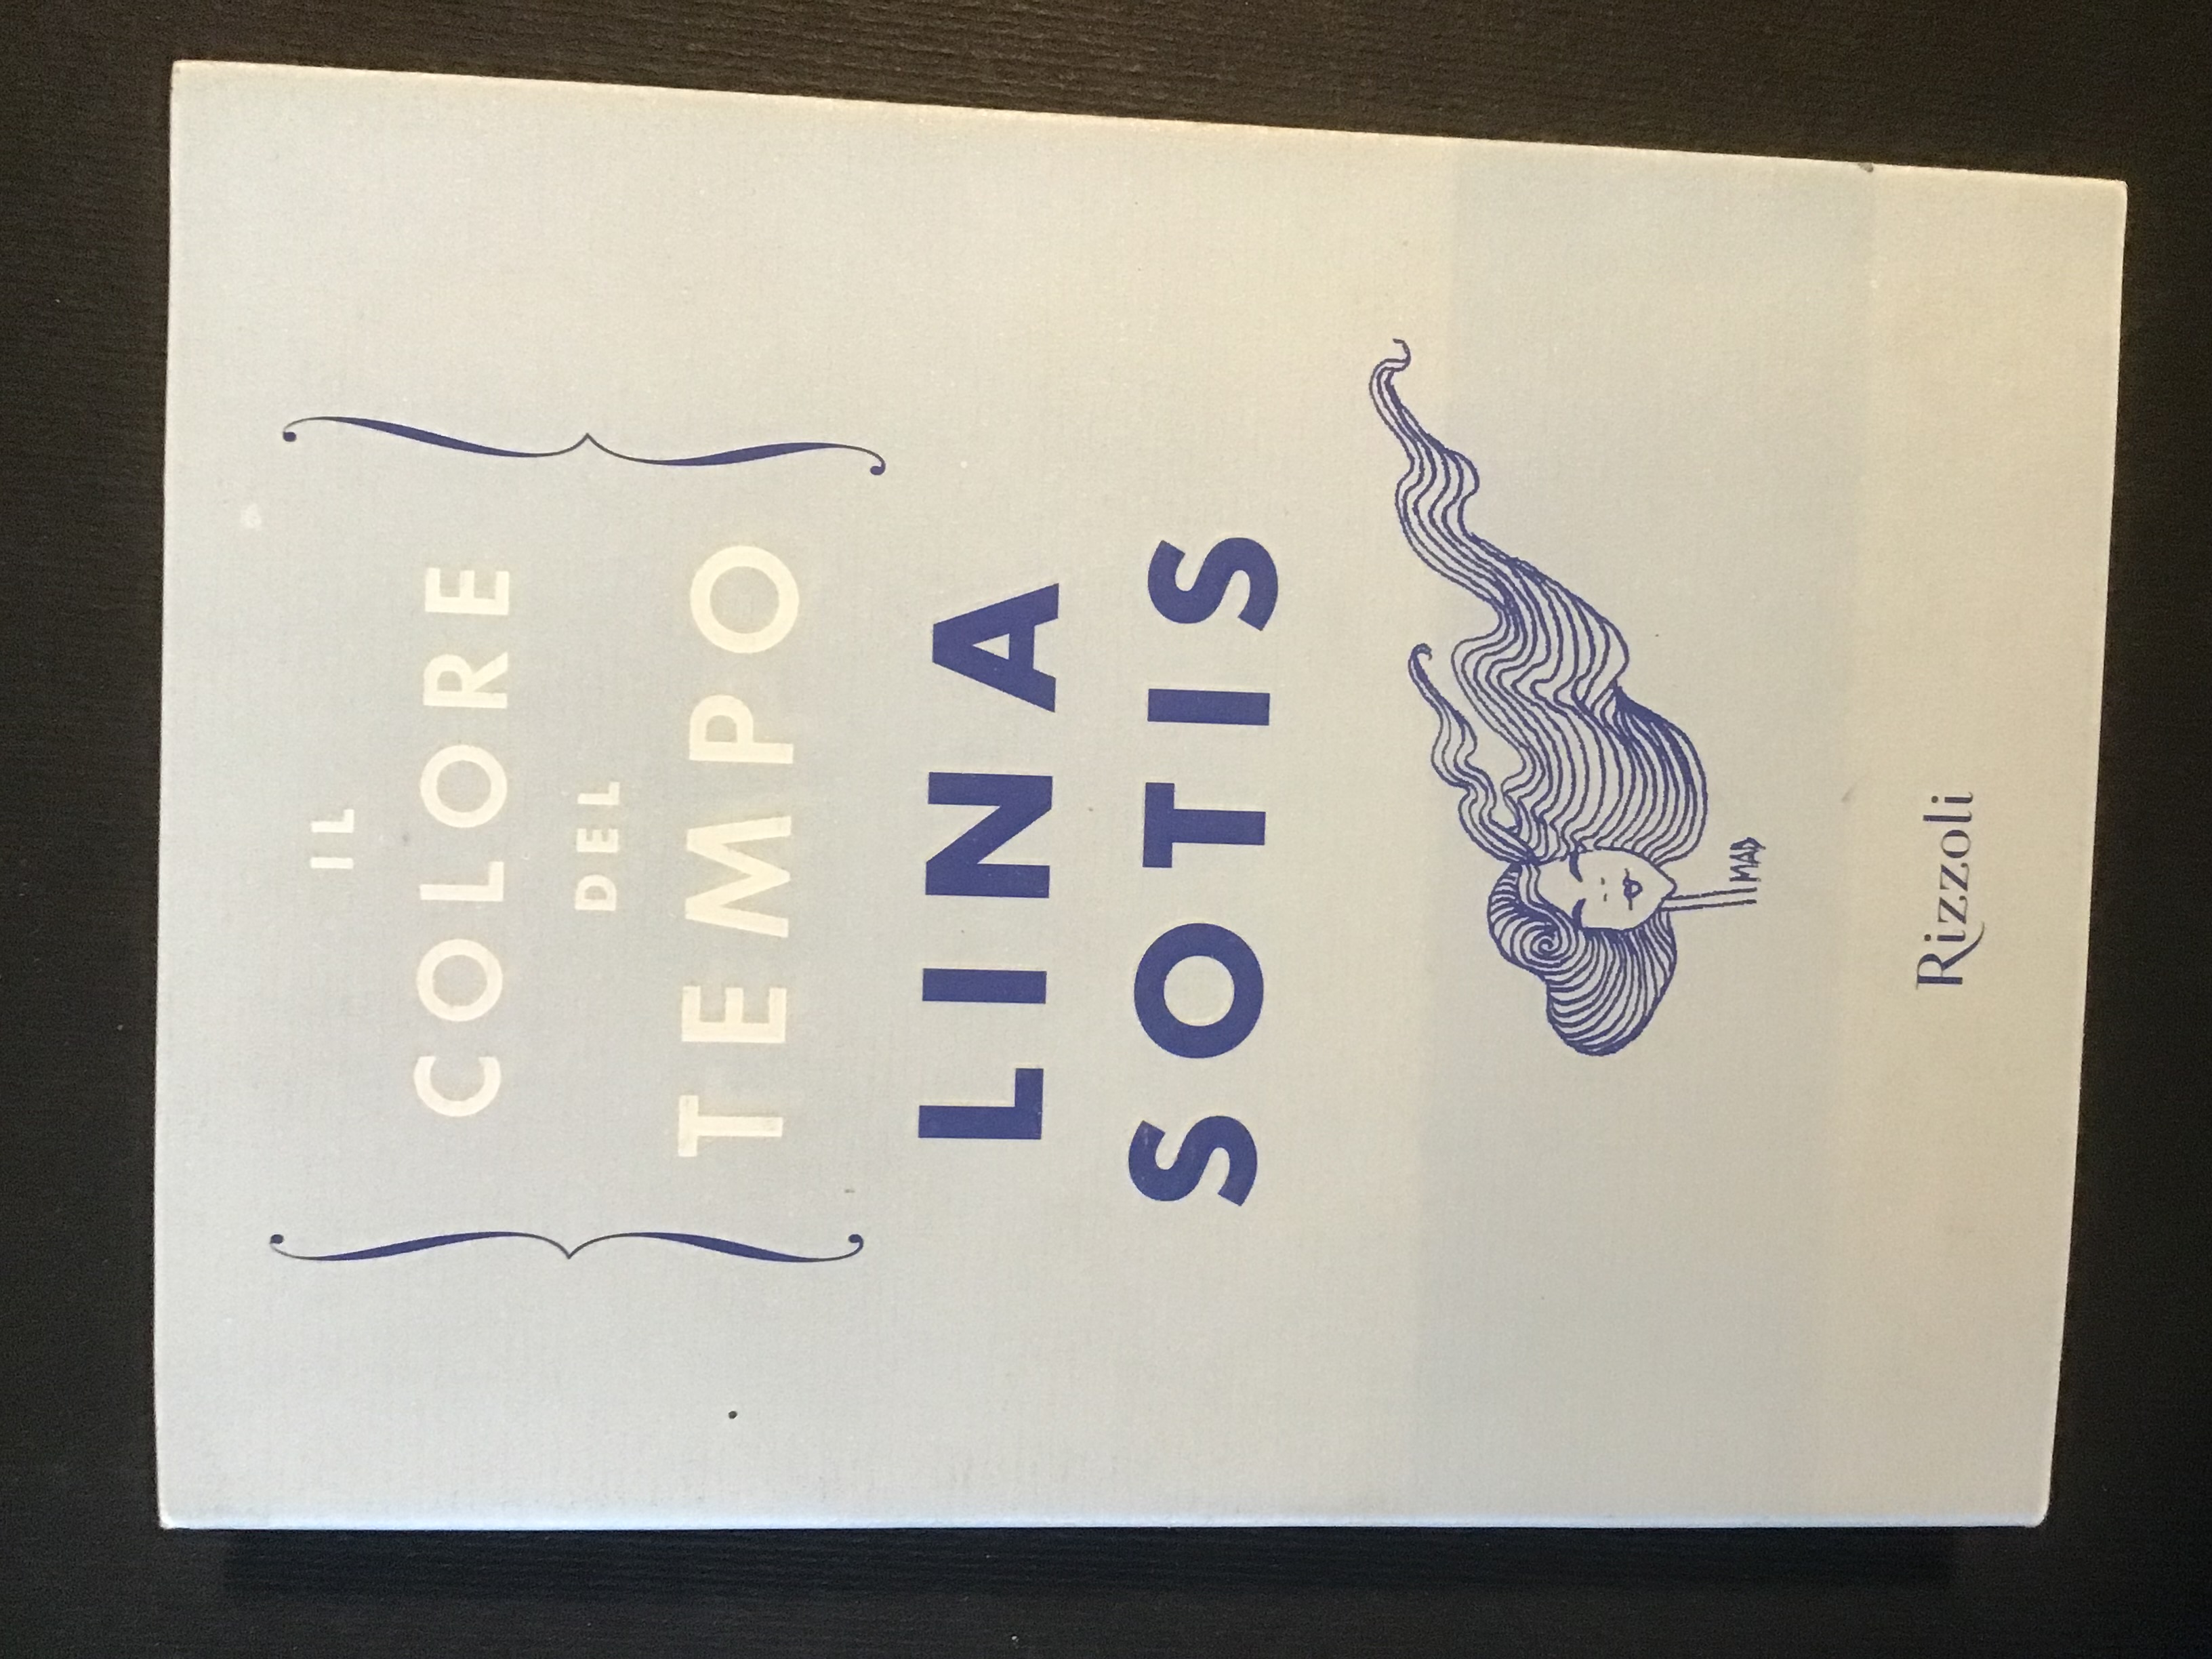 IL
COLORE
DEL
TEMPO
LINA
SOTIS
MAD
Rizzoli